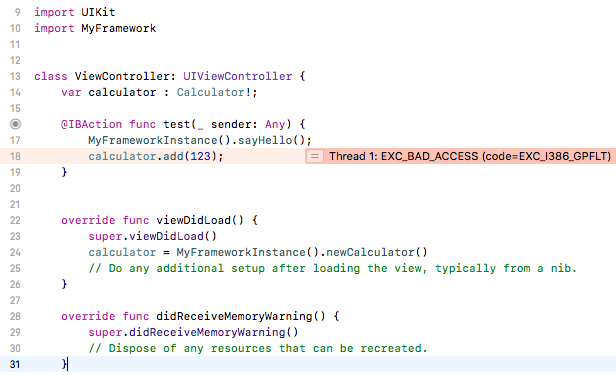 9 import UIKit
10 import MyFramework
11
12
13 class ViewController: UIViewController {
14 var calculator : Calculator!;
15
@IBAction func test(_ sender: Any) {
17 MyFrameworkInstance().sayHello();
18 calculator.add(123); = Thread 1: EXC_BAD_ACCESS (code=EXC_I386_GPFLT)
19 }
20
21
22 override func viewDidLoad() {
23 super.viewDidLoad()
24 calculator = MyFrameworkInstance().newCalculator()
25 // Do any additional setup after loading the view, typically from a nib.
26 }
27
28 override func didReceiveMemoryWarning() {
29 super.didReceiveMemoryWarning()
30 // Dispose of any resources that can be recreated.
31 }